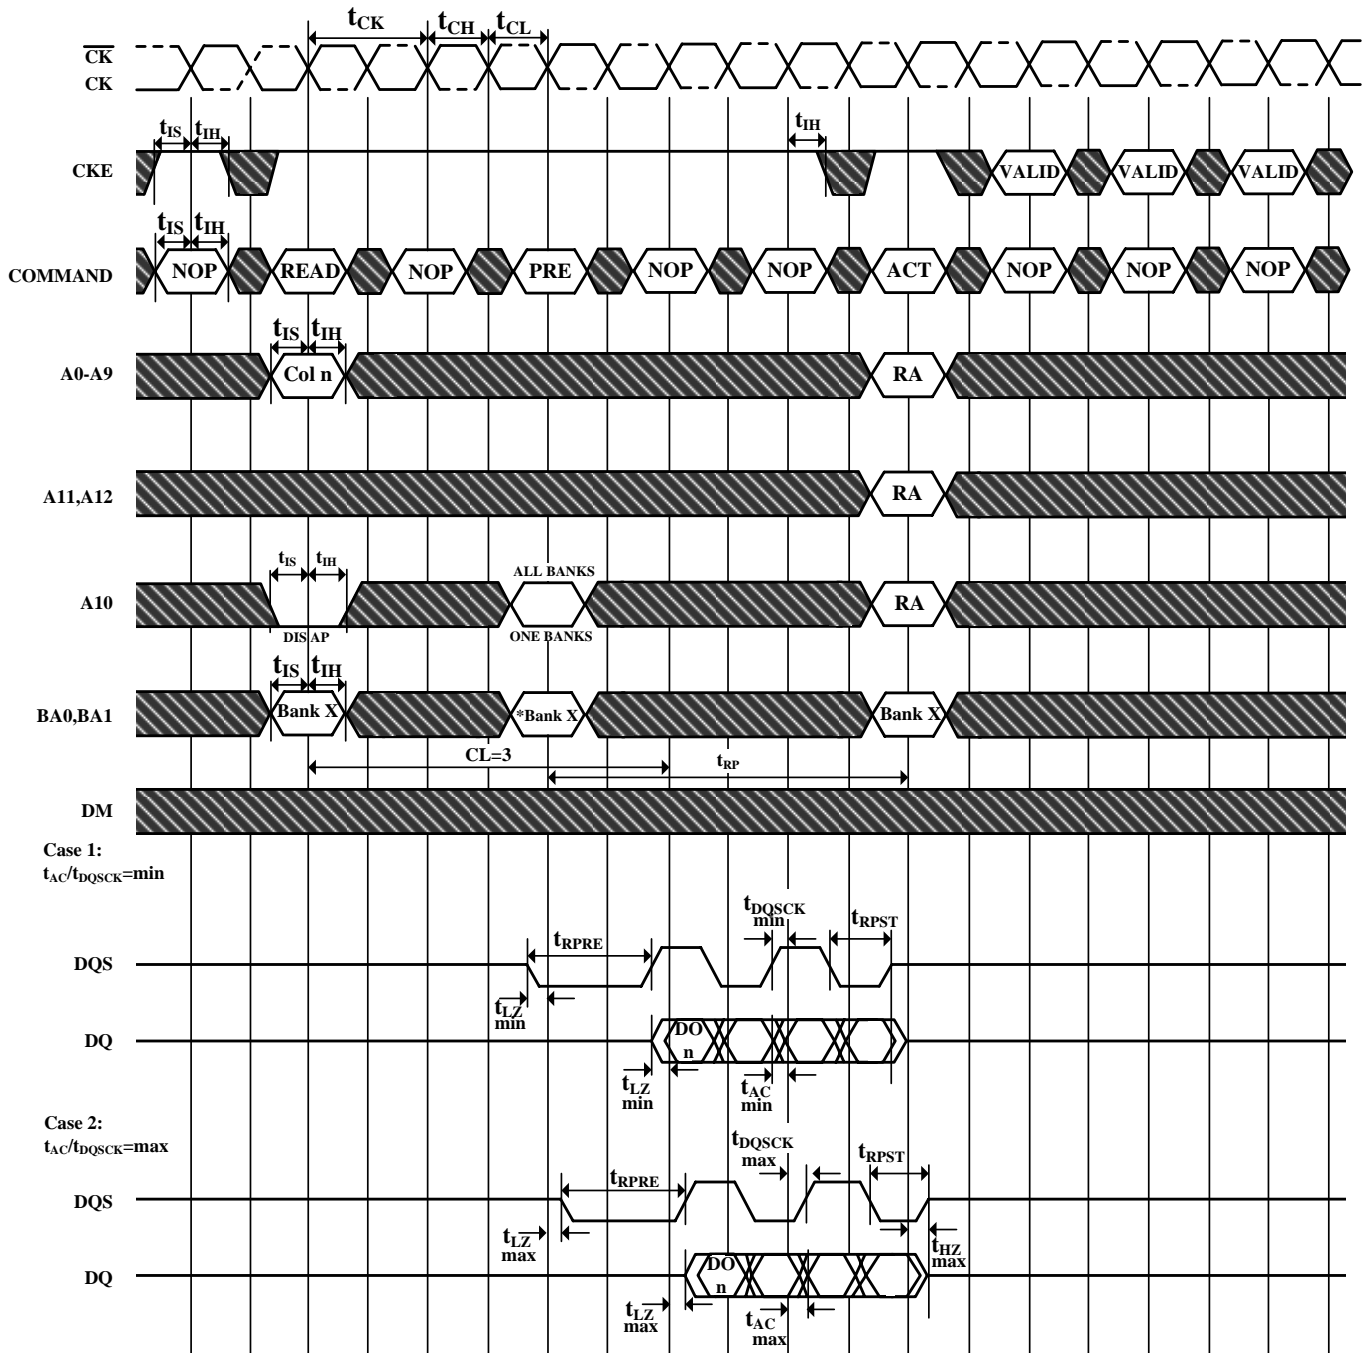 tCK tCH tCL
CK
CK
tIS tIH tIH
CKE VALID VALID VALID
tIS tIH
COMMAND NOP READ NOP PRE NOP NOP ACT NOP NOP NOP
tIS tIH
A0-A9 Col n RA
A11,A12 RA
tIS tIH ALL BANKS
A10 RA
DIS AP ONE BANKS
tIS tIH
BA0,BA1 Bank X *Bank X Bank X
CL=3 tRP
DM
Case 1:
tAC/tDQSCK=min
tDQSCK
min
tRPST
tRPRE
DQS
tLZ
min
DQ DO
n
tLZ
min
tAC
min
Case 2:
tAC/tDQSCK=max
tDQSCK
max
tRPST
tRPRE
DQS
tLZ
max
tHZ
max
DQ DO
n
tLZ
max
tAC
max